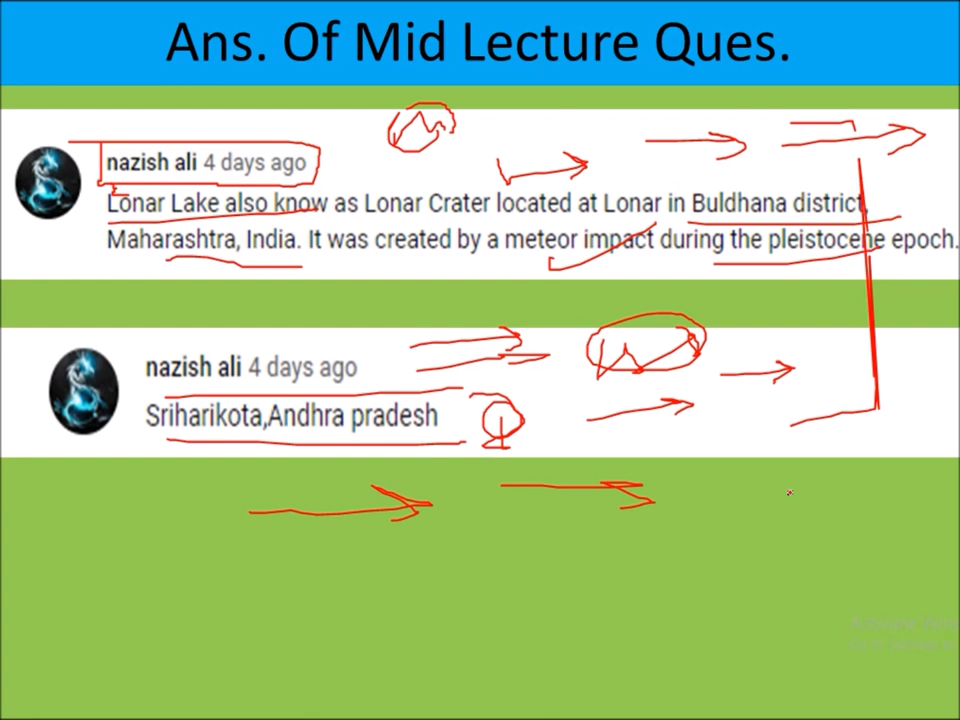 Ans. Of Mid Lecture Ques.
nazish ali 4 days ago
Lonar Lake also know as Lonar Crater located at Lonar in Buldhana district,
Maharashtra, India. It was created by a meteor impact during the pleistocene epoch.
nazish ali 4 days ago
Sriharikota,Andhra pradesh